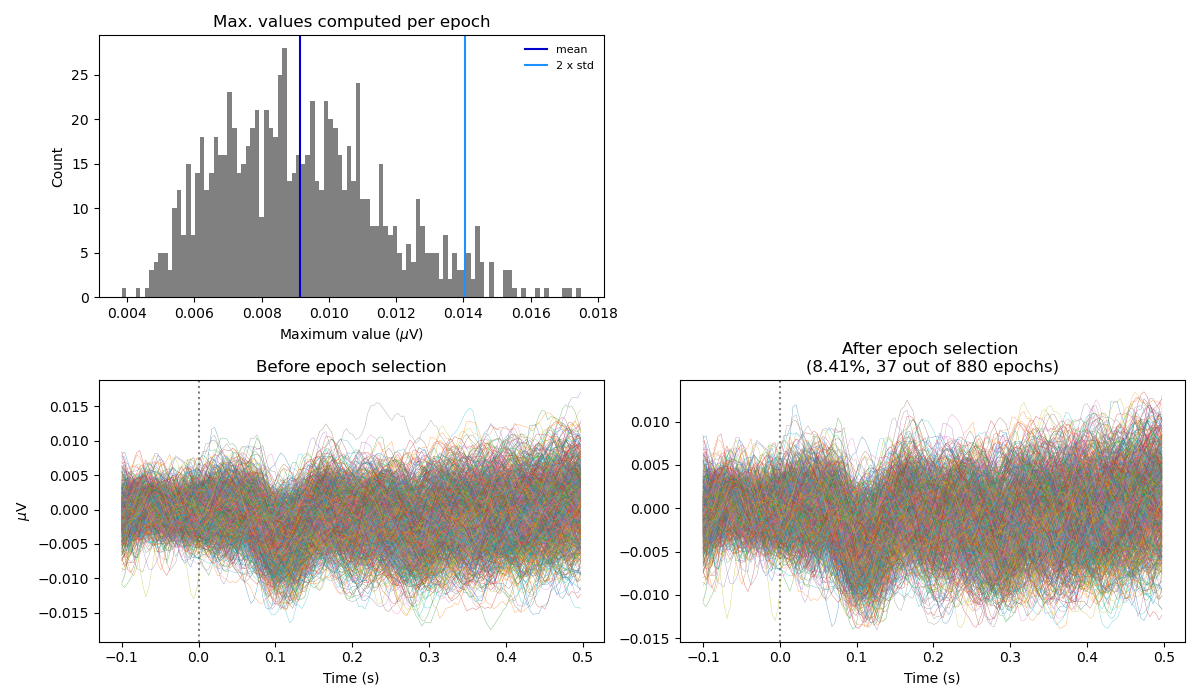 Max. values computed per epoch
mean
2 x std
Count
25
20
15
10
5
0
0.004 0.006 0.008 0.010 0.012 0.014 0.016 0.018
Maximum value (μV)
Before epoch selection
μV
0.015
0.010
0.005
0.000
−0.005
−0.010
−0.015
−0.1 0.0 0.1 0.2 0.3 0.4 0.5
Time (s)
After epoch selection
(8.41%, 37 out of 880 epochs)
0.010
0.005
0.000
−0.005
−0.010
−0.015
−0.1 0.0 0.1 0.2 0.3 0.4 0.5
Time (s)